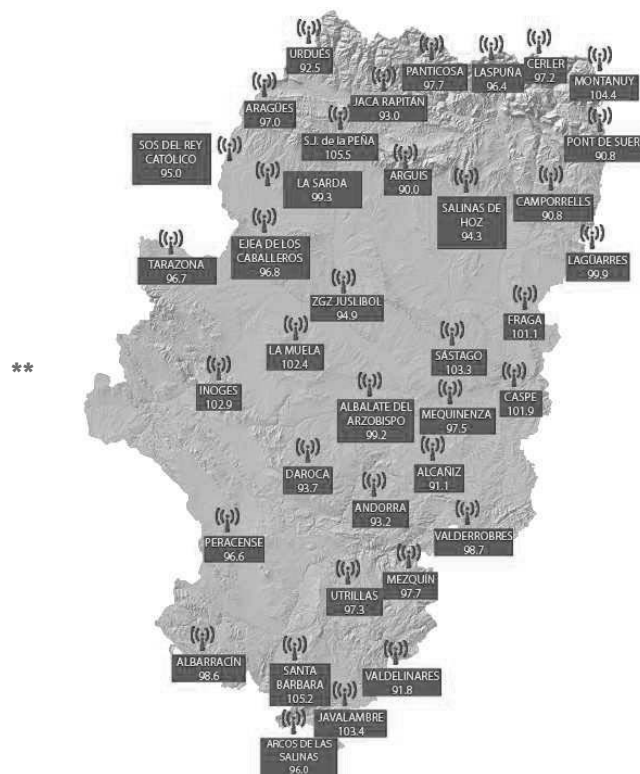 URDUÉS
92.5
PANTICOSA
97.7
LASPUÑA
96.4
CERLER
97.2
MONTANUY
104.4
ARAGÜES
97.0
JACA RAPITÁN
93.0
S.J. de la PEÑA
105.5
PONT DE SUER
90.8
SOS DEL REY
CATÓLICO
95.0
LA SARDA
99.3
ARGUIS
90.0
SALINAS DE
HOZ
94.3
CAMPORRELLS
90.8
TARAZONA
96.7
EJEA DE LOS
CABALLEROS
96.8
LAGÜARRES
99.9
ZGZ JUSLIBOL
94.9
FRAGA
101.1
LA MUELA
102.4
SÁSTAGO
103.3
**
INOGES
102.9
ALBALATE DEL
ARZOBISPO
99.2
MEQUINENZA
97.5
CASPE
101.9
DAROCA
93.7
ALCAÑIZ
91.1
ANDORRA
93.2
PERACENSE
96.6
VALDERROBRES
98.7
UTRILLAS
97.3
MEZQUÍN
97.7
ALBARRACÍN
98.6
SANTA
BÁRBARA
105.2
VALDELINARES
91.8
JAVALAMBRE
103.4
ARCOS DE LAS
SALINAS
96.0